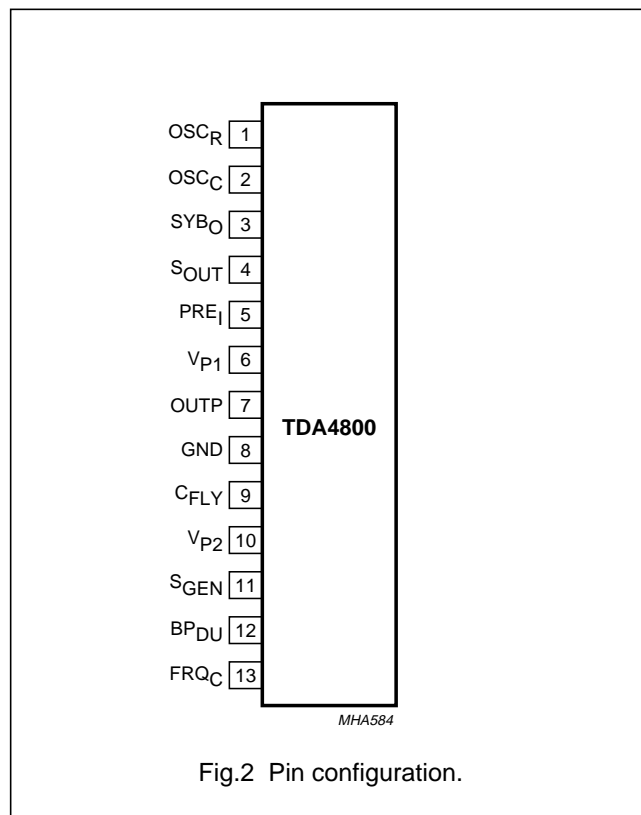 OSCR 1
OSCC 2
SYBO 3
SOUT 4
PREI 5
VP1 6
OUTP 7
GND 8
CFLY 9
VP2 10
SGEN 11
BPDU 12
FRQC 13
TDA4800
MHA584
Fig.2 Pin configuration.